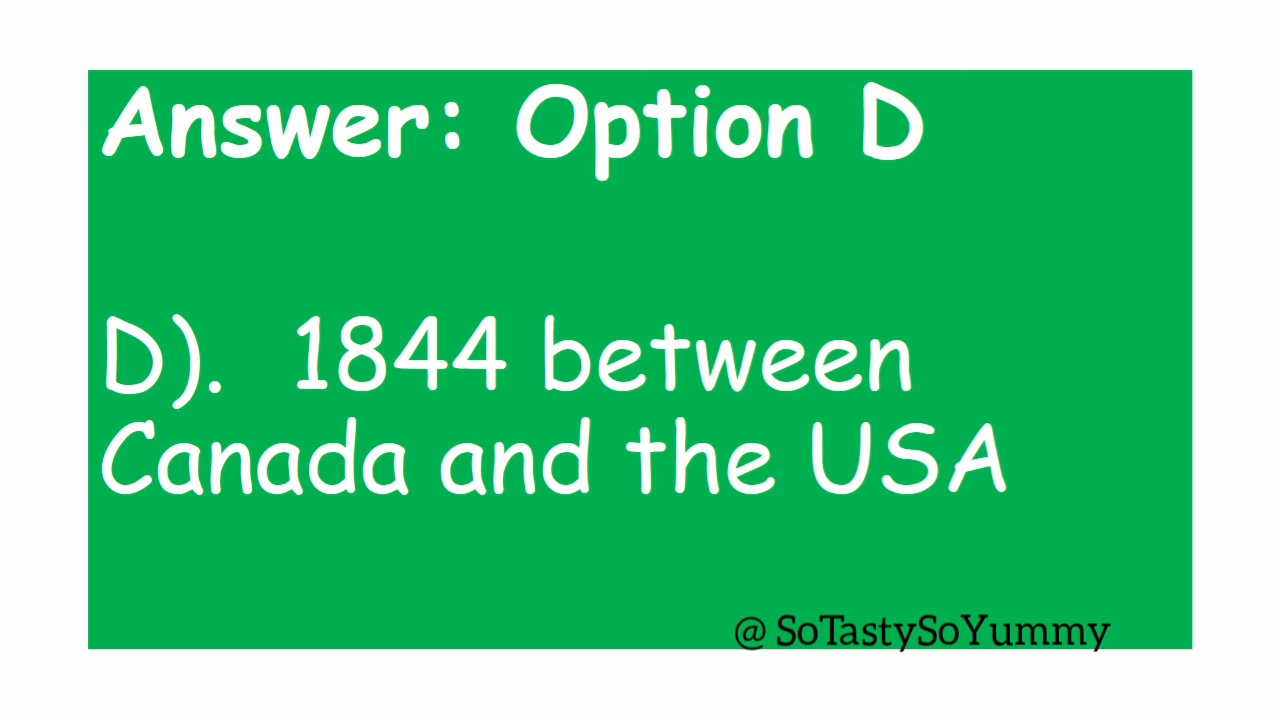 Answer: Option D
D). 1844 between
Canada and the USA
@SoTastySoYummy